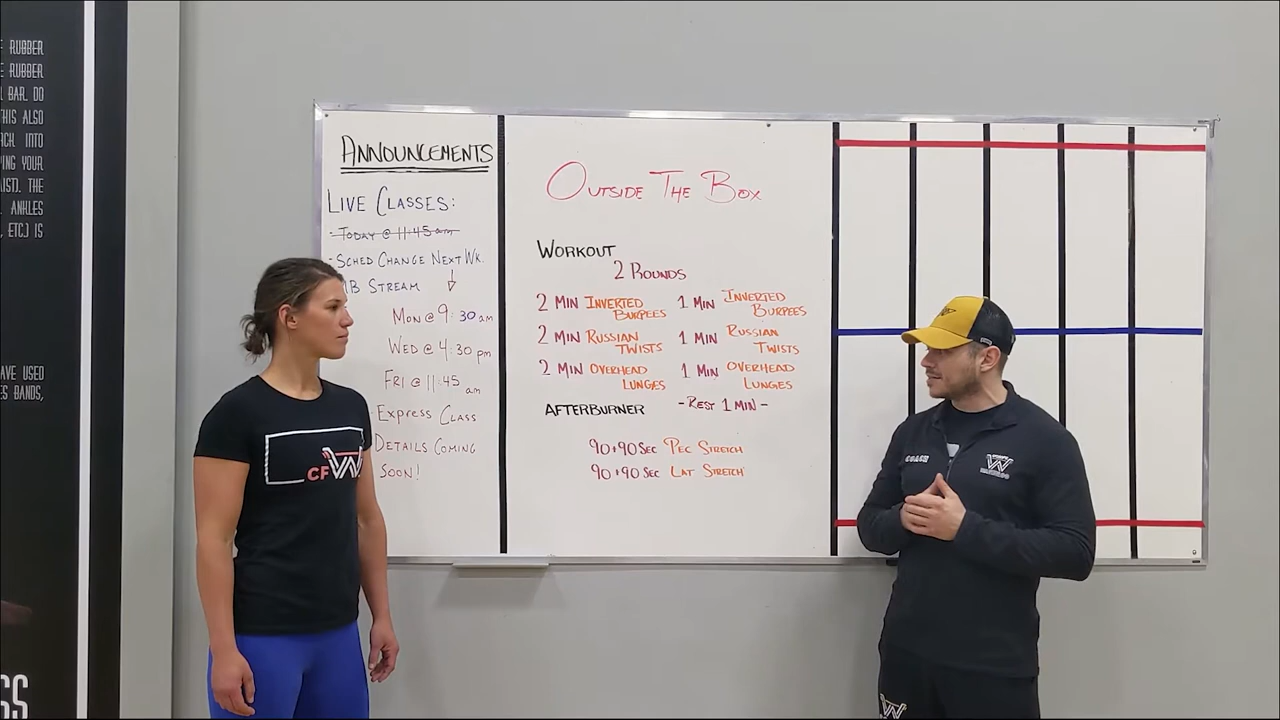 RUBBER
RUBBER
BAR. DO
THIS ALSO
INTO
YOUR
THE
ANKLES
ETC.) IS
USED
BANDS,
ANNOUNCEMENTS
LIVE CLASSES:
- TODAY @ 11:45 am
- SCHED CHANGE NEXT WK.
STREAM
MON @ 9:30 am
WED @ 4:30 pm
FRI @ 11:45 am
EXPRESS CLASS
DETAILS COMING
SOON!
OUTSIDE THE BOX
WORKOUT
2 ROUNDS
2 MIN INVERTED BURPEES 1 MIN INVERTED BURPEES
2 MIN RUSSIAN TWISTS 1 MIN RUSSIAN TWISTS
2 MIN OVERHEAD LUNGES 1 MIN OVERHEAD LUNGES
AFTERBURNER - REST 1 MIN -
90+90 SEC PEC STRETCH
90+90 SEC LAT STRETCH
CFW
COACH
W